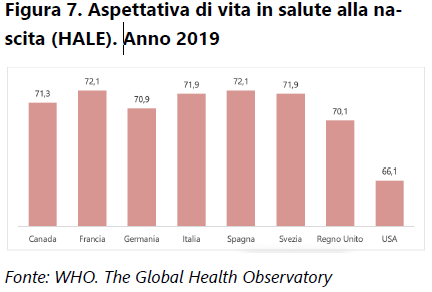 Figura 7. Aspettativa di vita in salute alla na-
scita (HALE). Anno 2019
71,3 72,1 70,9 71,9 72,1 71,9 70,1 66,1
Canada Francia Germania Italia Spagna Svezia Regno Unito USA
Fonte: WHO. The Global Health Observatory